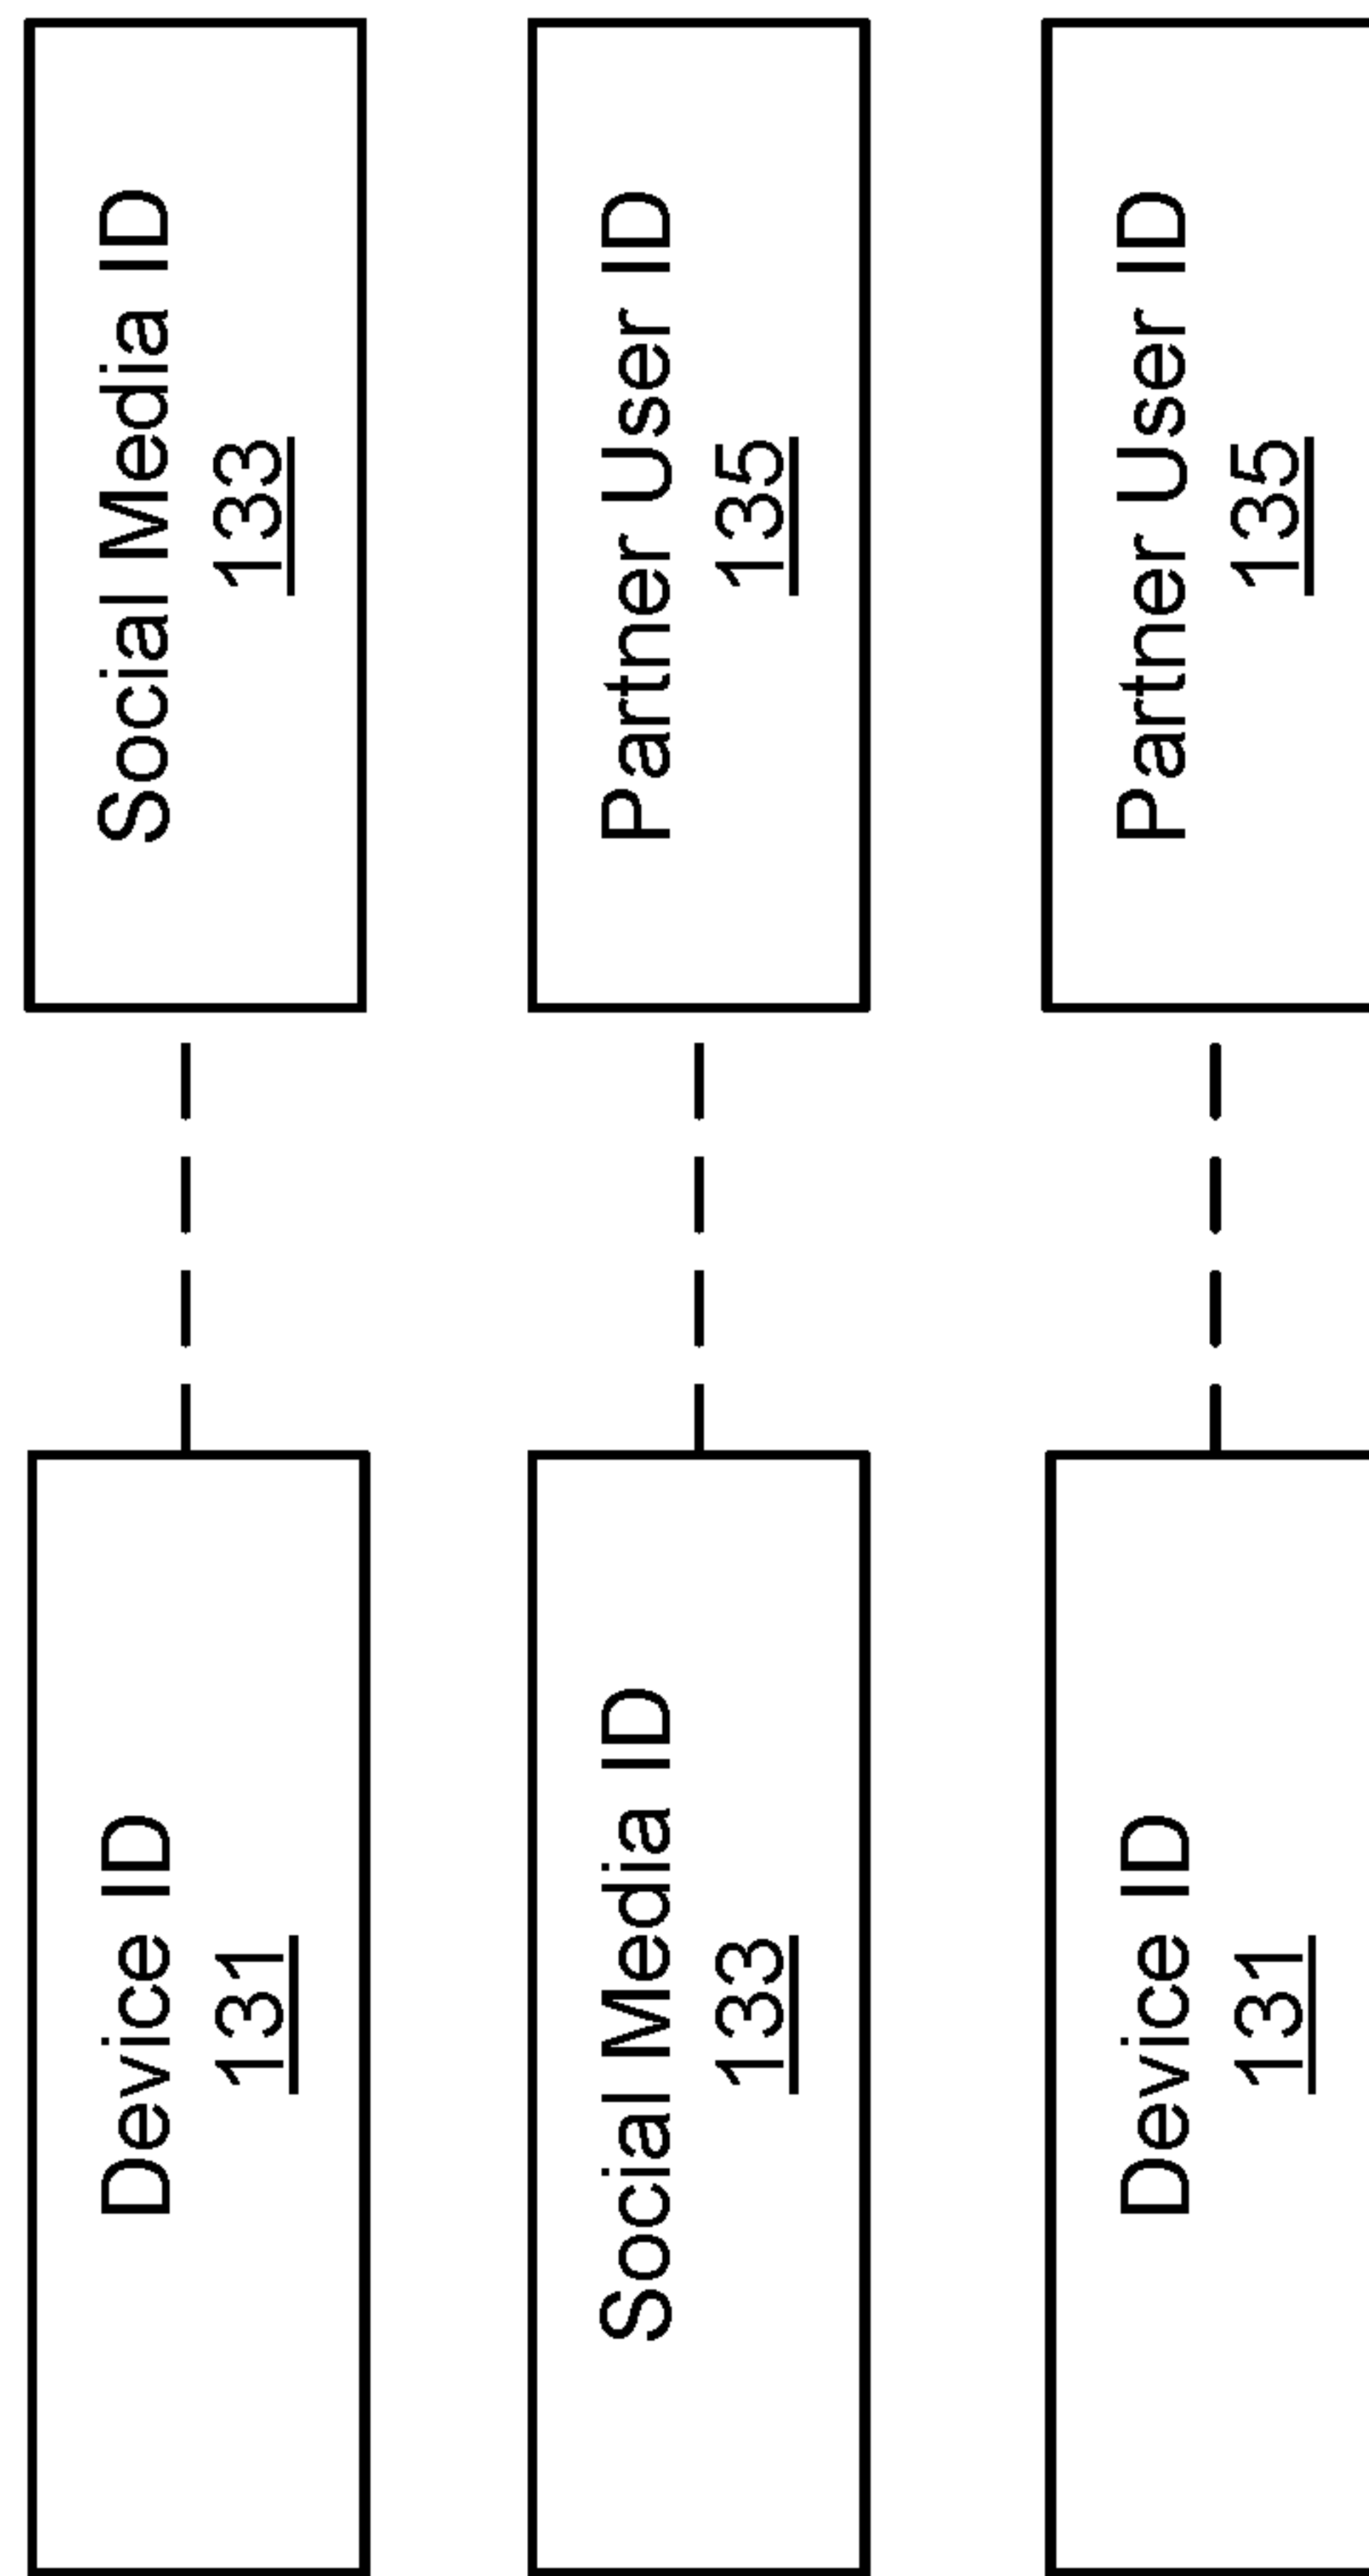 Device ID
131
Social Media ID
133
Social Media ID
133
Partner User ID
135
Device ID
131
Partner User ID
135